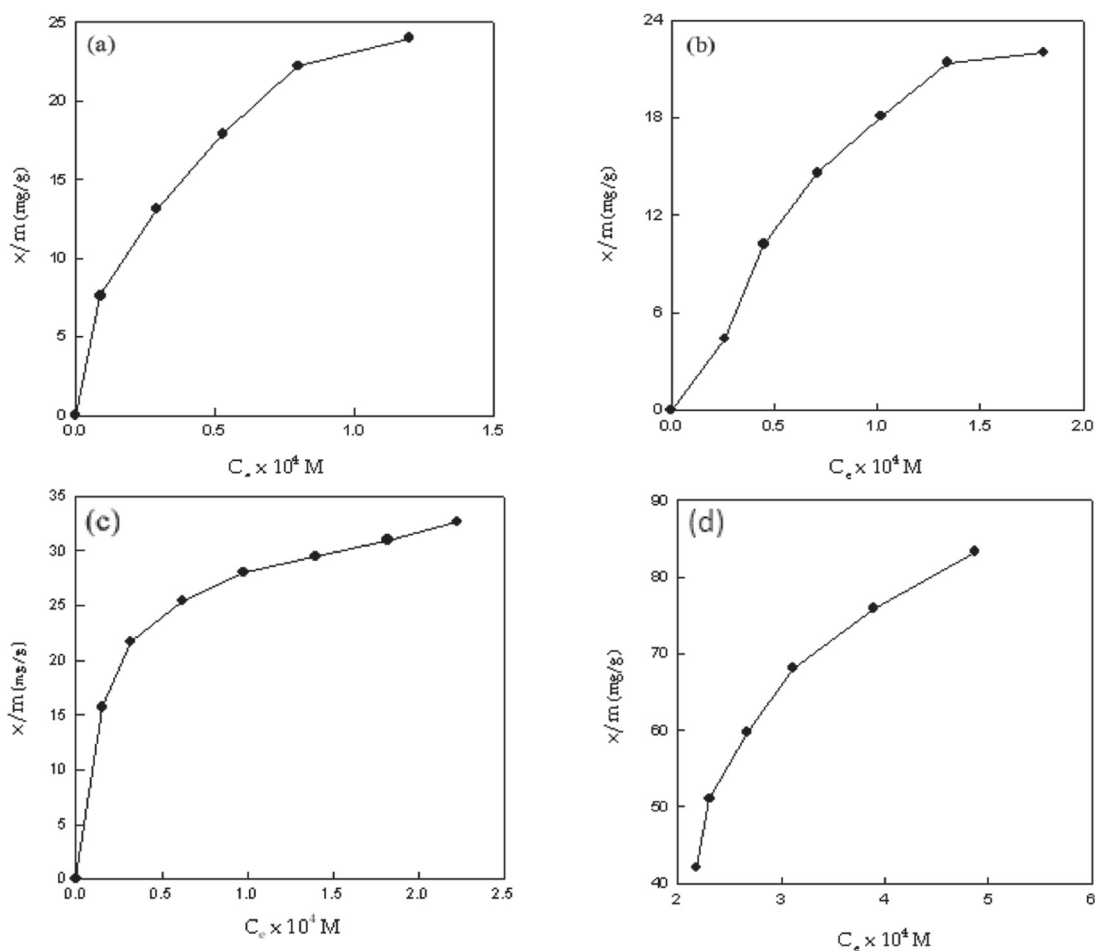 (a)
25
20
15
10
5
0
x/m (mg/g)
0.0 0.5 1.0 1.5
Cₑ x 10⁴ M
(b)
24
18
12
6
0
x/m (mg/g)
0.0 0.5 1.0 1.5 2.0
Cₑ x 10⁴ M
(c)
35
30
25
20
15
10
5
0
x/m (mg/g)
0.0 0.5 1.0 1.5 2.0 2.5
Cₑ x 10⁴ M
(d)
90
80
70
60
50
40
x/m (mg/g)
2 3 4 5 6
Cₑ x 10⁴ M